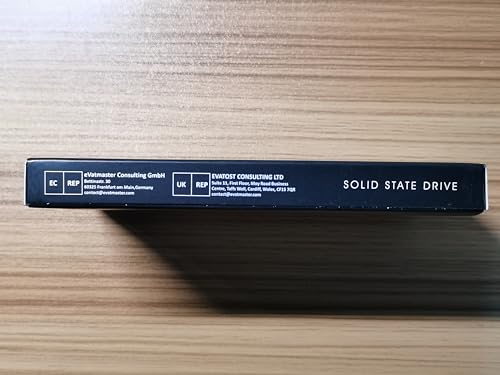 EC REP
eVatmaster Consulting GmbH
Bettinastr. 30
60325 Frankfurt am Main,Germany
contact@evatmaster.com
UK REP
EVATOST CONSULTING LTD
Suite 11, First Floor, Moy Road Business
Centre, Taffs Well, Cardiff, Wales, CF15 7QR
contact@evatmaster.com
SOLID STATE DRIVE